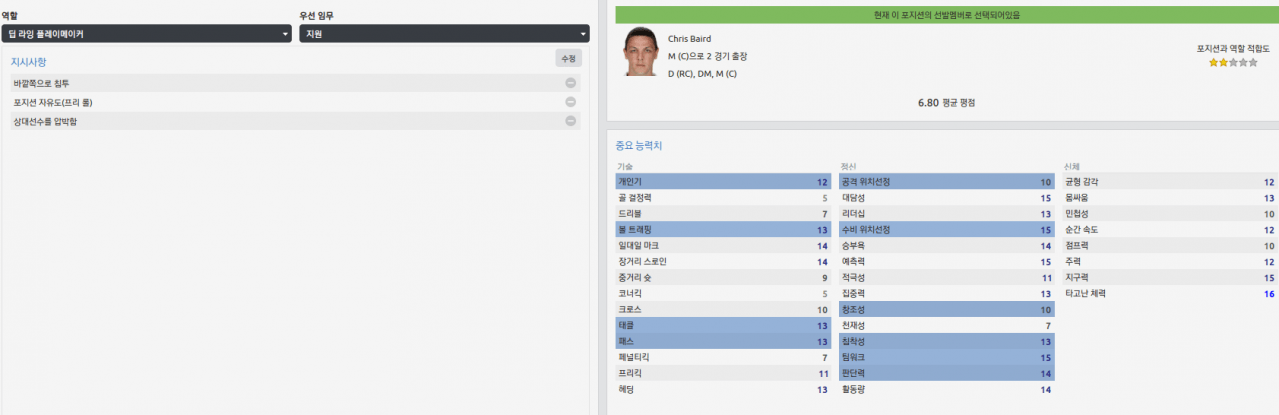 역할
우선 임무
딥 라잉 플레이메이커
지원
지시사항
수정
바깥쪽으로 침투
포지션 자유도(프리 롤)
상대선수를 압박함
현재 이 포지션의 선발멤버로 선택되어있음
Chris Baird
M (C)으로 2 경기 출장
D (RC), DM, M (C)
포지션과 역할 적합도
6.80 평균 평점
중요 능력치
기술
개인기 12
골 결정력 5
드리블 7
볼 트래핑 13
일대일 마크 14
장거리 스로인 14
중거리 슛 9
코너킥 5
크로스 10
태클 13
패스 13
패널티킥 7
프리킥 11
헤딩 13
정신
공격 위치선정 10
대담성 15
리더십 13
수비 위치선정 15
승부욕 14
예측력 15
적극성 11
집중력 13
창조성 10
천재성 7
침착성 13
팀워크 15
판단력 14
활동량 14
신체
균형 감각 12
몸싸움 13
민첩성 10
순간 속도 12
점프력 10
주력 12
지구력 15
타고난 체력 16